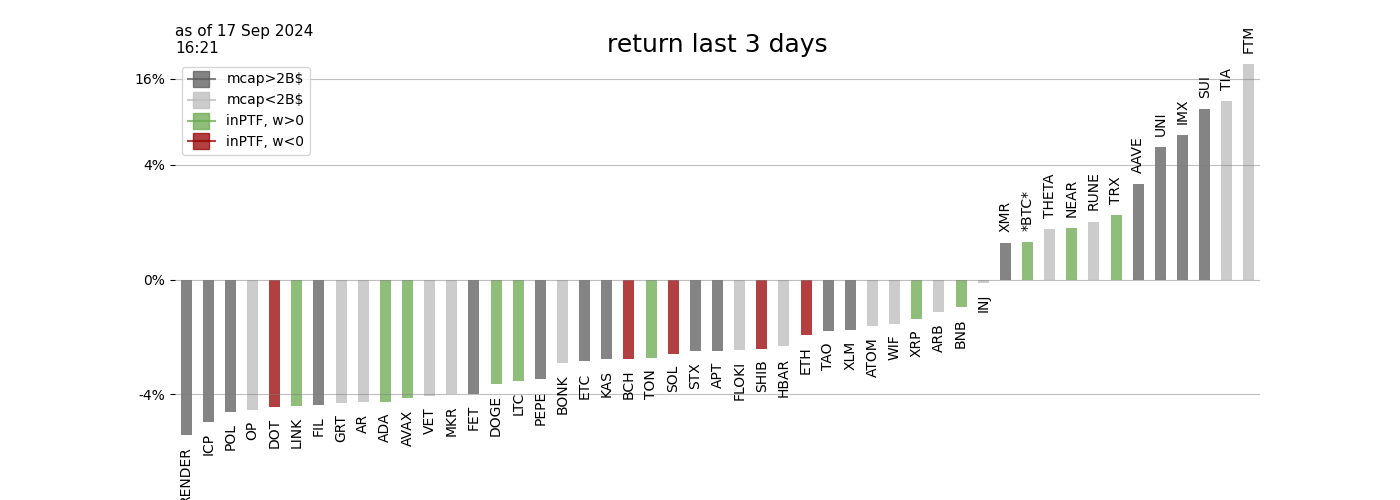 as of 17 Sep 2024
16:21
return last 3 days
mcap>2B$
mcap<2B$
inPTF, w>0
inPTF, w<0
16%
4%
0%
-4%
RENDER
ICP
POL
OP
DOT
LINK
FIL
GRT
AR
ADA
AVAX
VET
MKR
FET
DOGE
LTC
PEPE
BONK
ETC
KAS
BCH
TON
SOL
STX
APT
FLOKI
SHIB
HBAR
ETH
TAO
XLM
ATOM
WIF
XRP
ARB
BNB
INJ
XMR
*BTC*
THETA
NEAR
RUNE
TRX
AAVE
UNI
IMX
SUI
TIA
FTM